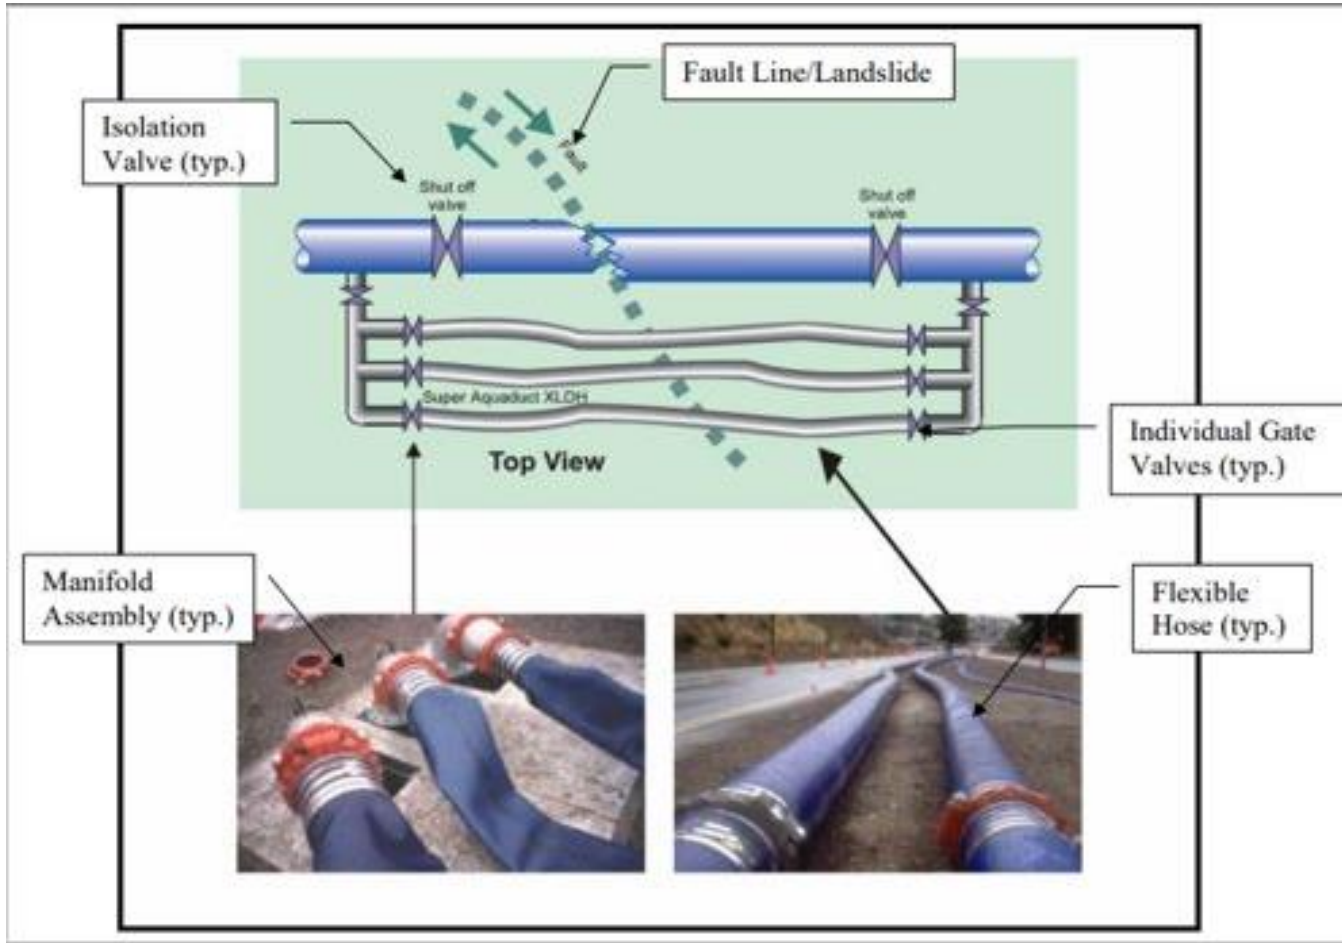 Fault Line/Landslide
Isolation
Valve (typ.)
Fault
Shut off
valve
Shut off
valve
Super Aquaduct XLDH
Top View
Individual Gate
Valves (typ.)
Manifold
Assembly (typ.)
Flexible
Hose (typ.)